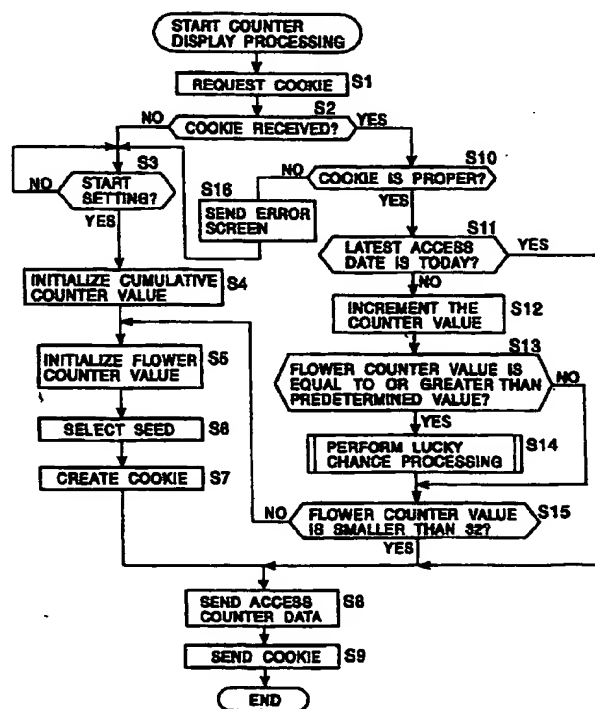 START COUNTER
DISPLAY PROCESSING
REQUEST COOKIE S1
S2
NO COOKIE RECEIVED? YES
S3
NO START
SETTING?
YES
S16
SEND ERROR
SCREEN
S10
NO COOKIE IS PROPER?
YES
S11
LATEST ACCESS
DATE IS TODAY?
YES
NO
INITIALIZE CUMULATIVE
COUNTER VALUE
S4
INCREMENT THE
COUNTER VALUE
S12
S13
INITIALIZE FLOWER
COUNTER VALUE
S5
FLOWER COUNTER VALUE IS
EQUAL TO OR GREATER THAN
PREDETERMINED VALUE?
NO
YES
SELECT SEED S6
PERFORM LUCKY
CHANCE PROCESSING
S14
CREATE COOKIE S7
NO FLOWER COUNTER VALUE
IS SMALLER THAN 32?
S15
YES
SEND ACCESS
COUNTER DATA
S8
SEND COOKIE S9
END